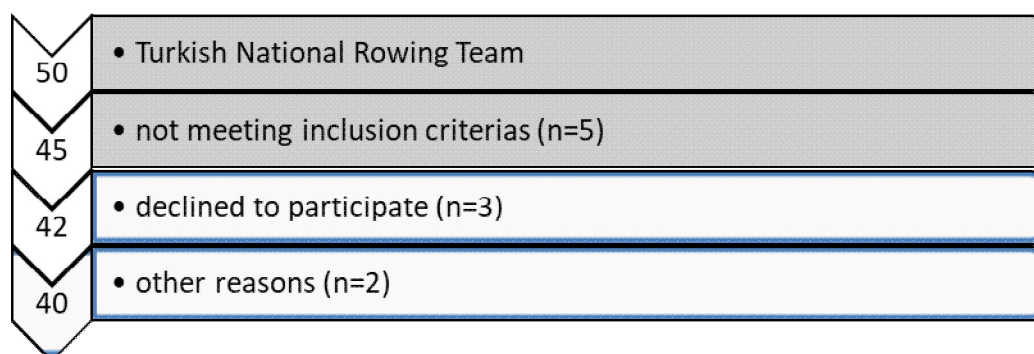 50
• Turkish National Rowing Team
45
• not meeting inclusion criterias (n=5)
42
• declined to participate (n=3)
40
• other reasons (n=2)